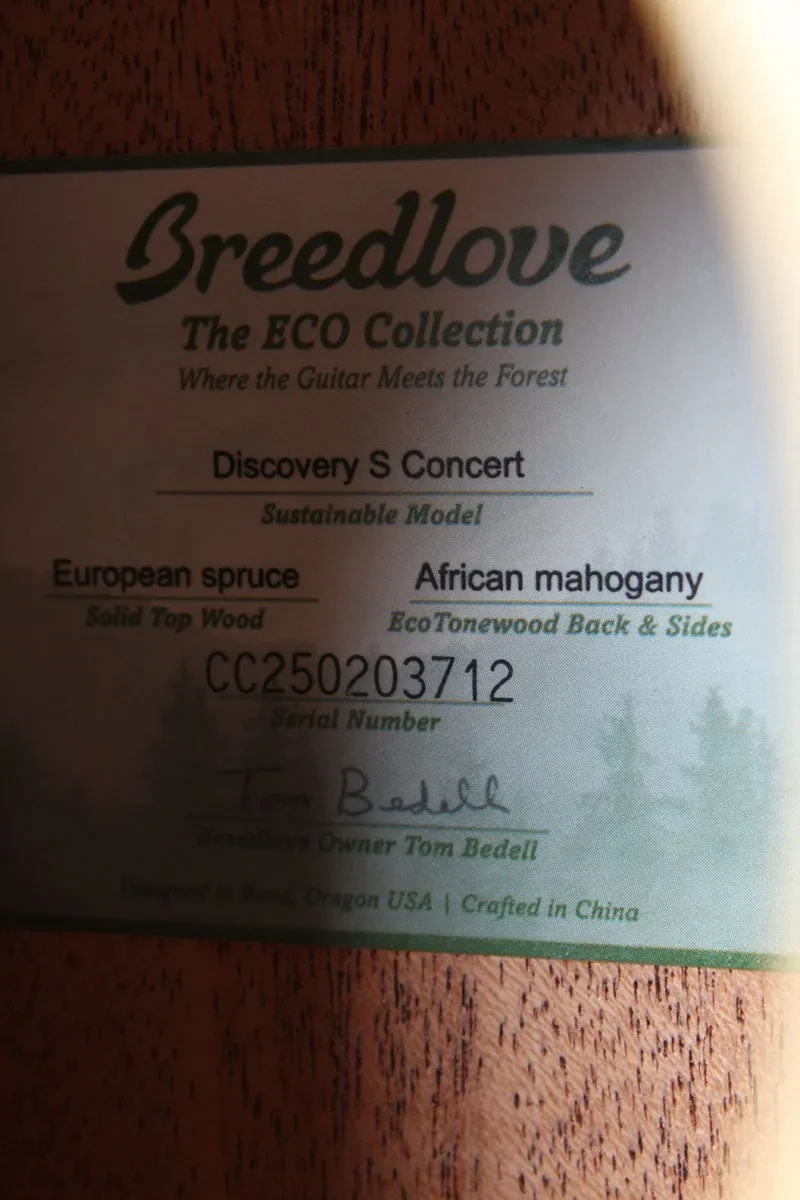 Breedlove
The ECO Collection
Where the Guitar Meets the Forest
Discovery S Concert
Sustainable Model
European spruce African mahogany
Solid Top Wood EcoTonewood Back & Sides
CC250203712
Serial Number
Tom Bedell
Breedlove Owner Tom Bedell
Designed in Bend, Oregon USA | Crafted in China